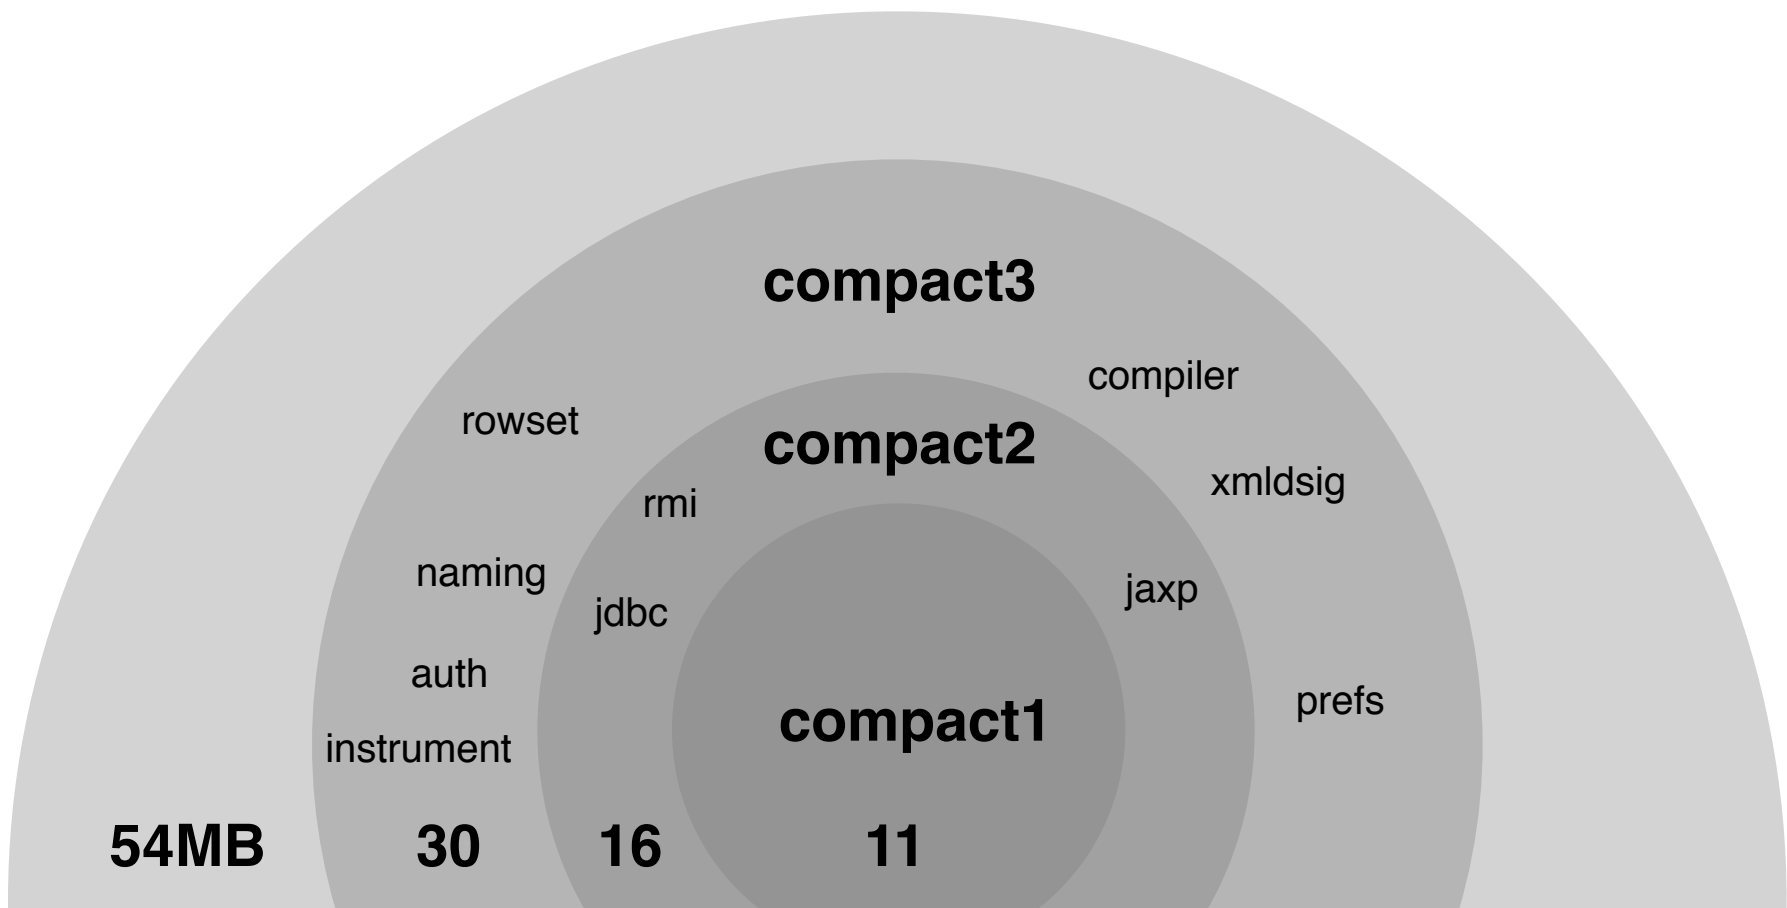 compact3
compiler
rowset
compact2
xmldsig
rmi
naming
jaxp
jdbc
auth
prefs
compact1
instrument
54MB 30 16 11